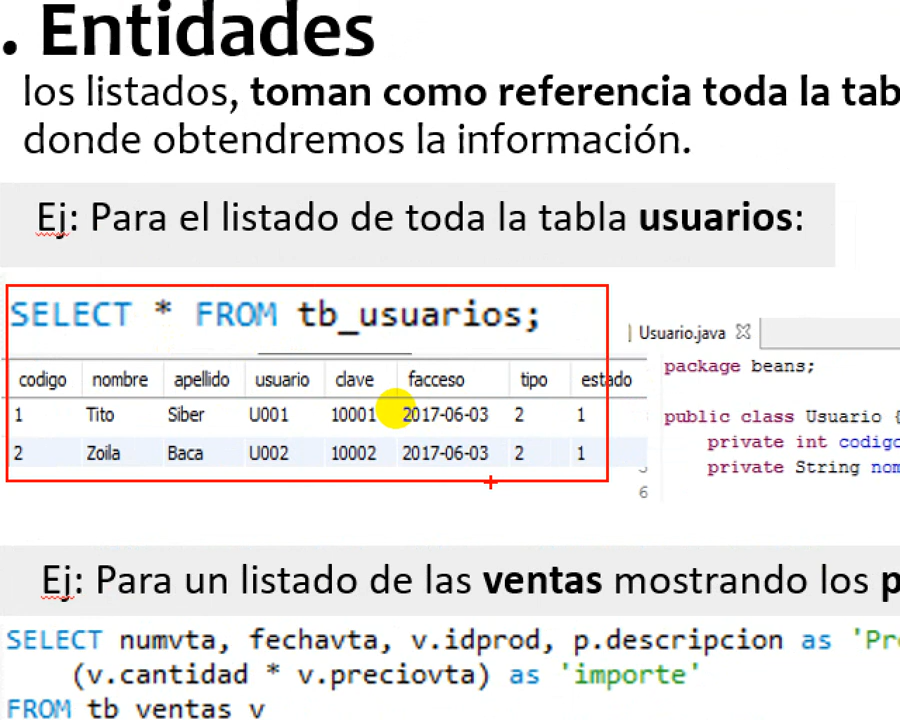 . Entidades
los listados, toman como referencia toda la tab
donde obtendremos la información.
Ej: Para el listado de toda la tabla usuarios:
SELECT * FROM tb_usuarios;
codigo nombre apellido usuario clave facceso tipo estado
1 Tito Siber U001 10001 2017-06-03 2 1
2 Zoila Baca U002 10002 2017-06-03 2 1
Usuario.java
package beans;
public class Usuario {
private int codigo
private String nom
6
Ej: Para un listado de las ventas mostrando los p
SELECT numvta, fechavta, v.idprod, p.descripcion as 'Pro
(v.cantidad * v.preciovta) as 'importe'
FROM tb_ventas v